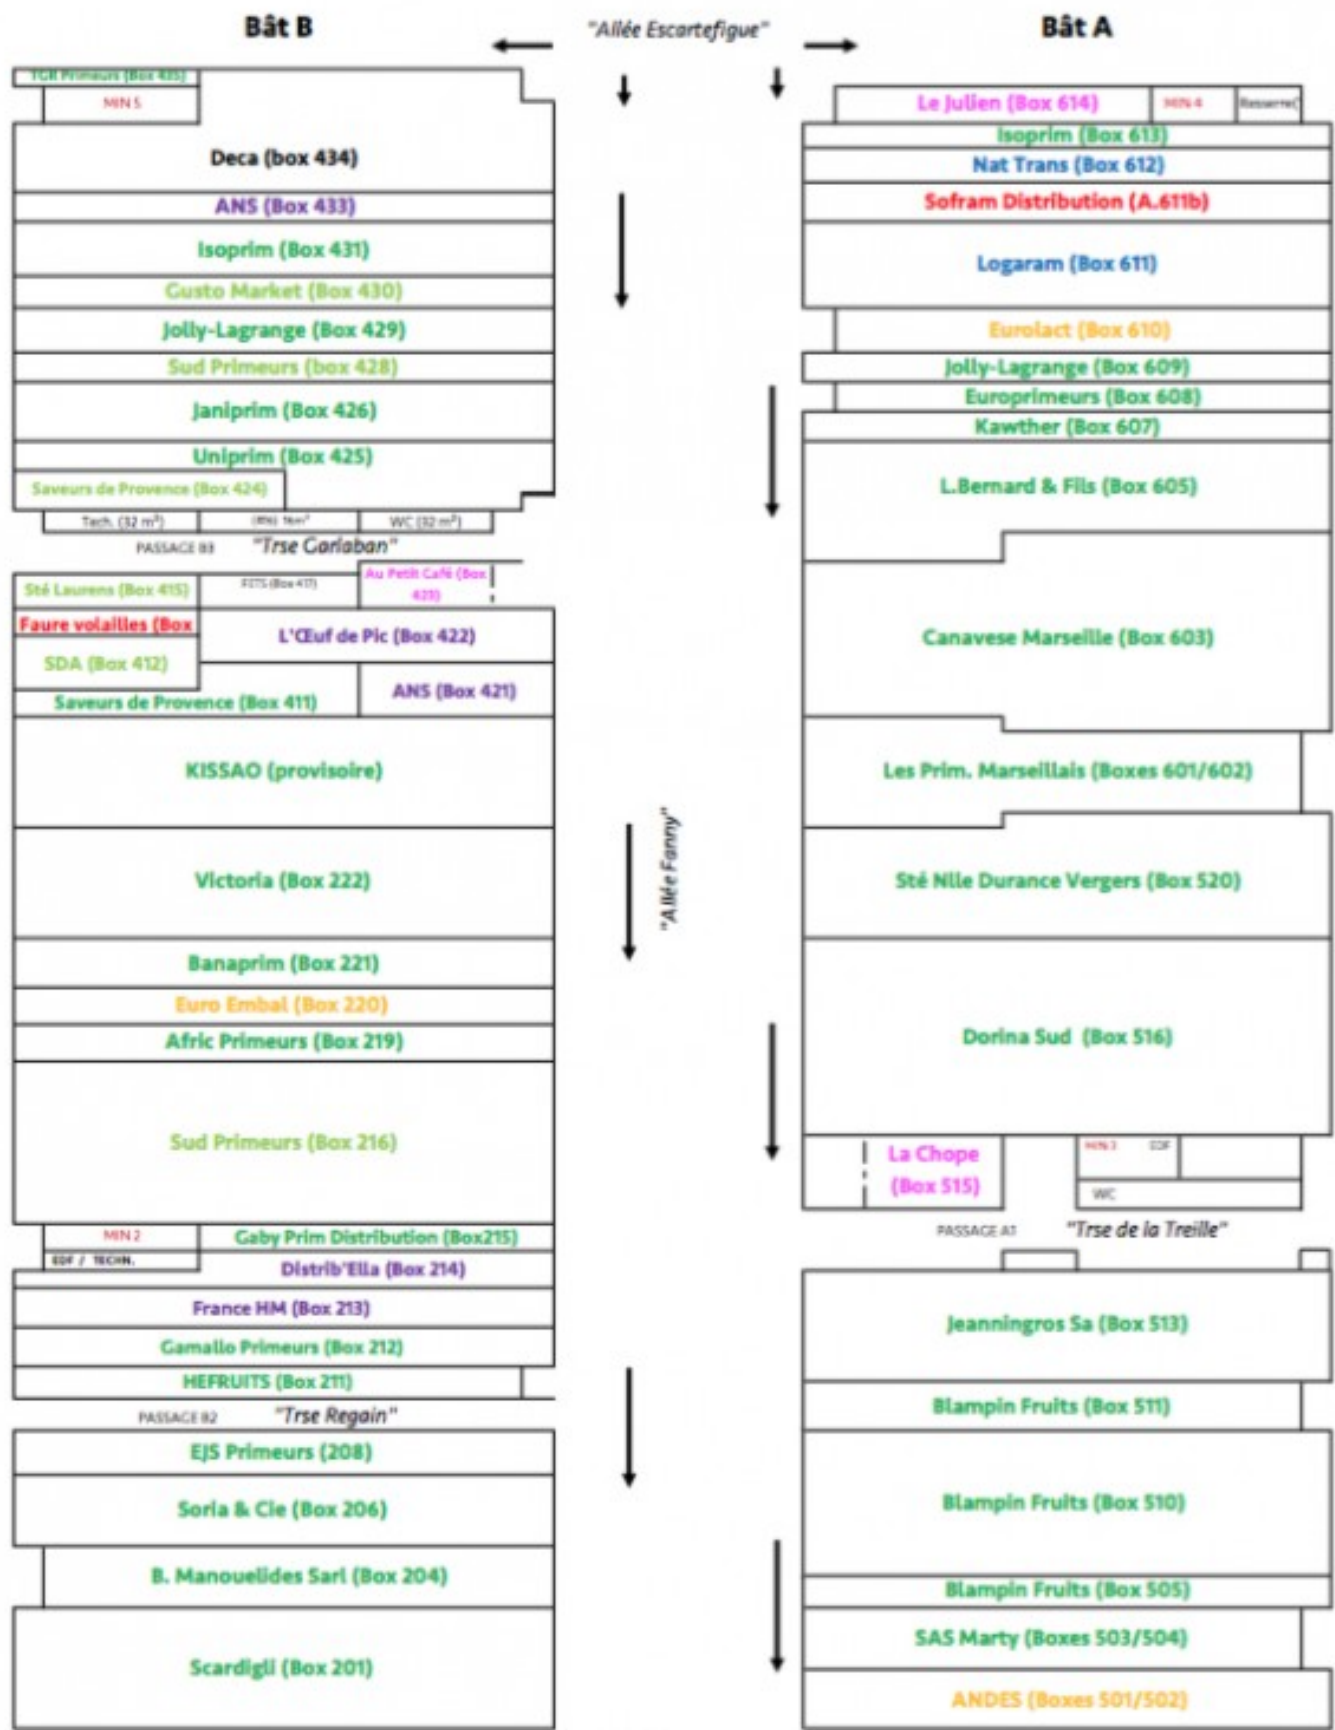 Bât B
"Allée Escartefigue"
Bât A
TGR Primeurs (Box 435)
MIN 5
Deca (box 434)
ANS (Box 433)
Isoprim (Box 431)
Gusto Market (Box 430)
Jolly-Lagrange (Box 429)
Sud Primeurs (box 428)
Janiprim (Box 426)
Uniprim (Box 425)
Saveurs de Provence (Box 424)
Tech. (32 m²)
16m²
WC (32 m²)
PASSAGE B3
"Trse Garlaban"
Sté Laurens (Box 415)
(Box 417)
Au Petit Café (Box
423)
Faure volailles (Box
L'Œuf de Pic (Box 422)
SDA (Box 412)
ANS (Box 421)
Saveurs de Provence (Box 411)
KISSAO (provisoire)
Victoria (Box 222)
Banaprim (Box 221)
Euro Embal (Box 220)
Afric Primeurs (Box 219)
Sud Primeurs (Box 216)
MIN 2
Gaby Prim Distribution (Box215)
EDF / TECHN.
Distrib'Ella (Box 214)
France HM (Box 213)
Gamallo Primeurs (Box 212)
HEFRUITS (Box 211)
PASSAGE B2
"Trse Regain"
EJS Primeurs (208)
Soria & Cie (Box 206)
B. Manouelides Sarl (Box 204)
Scardigli (Box 201)
"Allée Fanny"
Le Julien (Box 614)
MIN 4
Isoprim (Box 613)
Nat Trans (Box 612)
Sofram Distribution (A.611b)
Logaram (Box 611)
Eurolact (Box 610)
Jolly-Lagrange (Box 609)
Europrimeurs (Box 608)
Kawther (Box 607)
L.Bernard & Fils (Box 605)
Canavese Marseille (Box 603)
Les Prim. Marseillais (Boxes 601/602)
Sté Nlle Durance Vergers (Box 520)
Dorina Sud (Box 516)
La Chope
(Box 515)
MIN 3
EDF
WC
PASSAGE A1
"Trse de la Treille"
Jeanningros Sa (Box 513)
Blampin Fruits (Box 511)
Blampin Fruits (Box 510)
Blampin Fruits (Box 505)
SAS Marty (Boxes 503/504)
ANDES (Boxes 501/502)